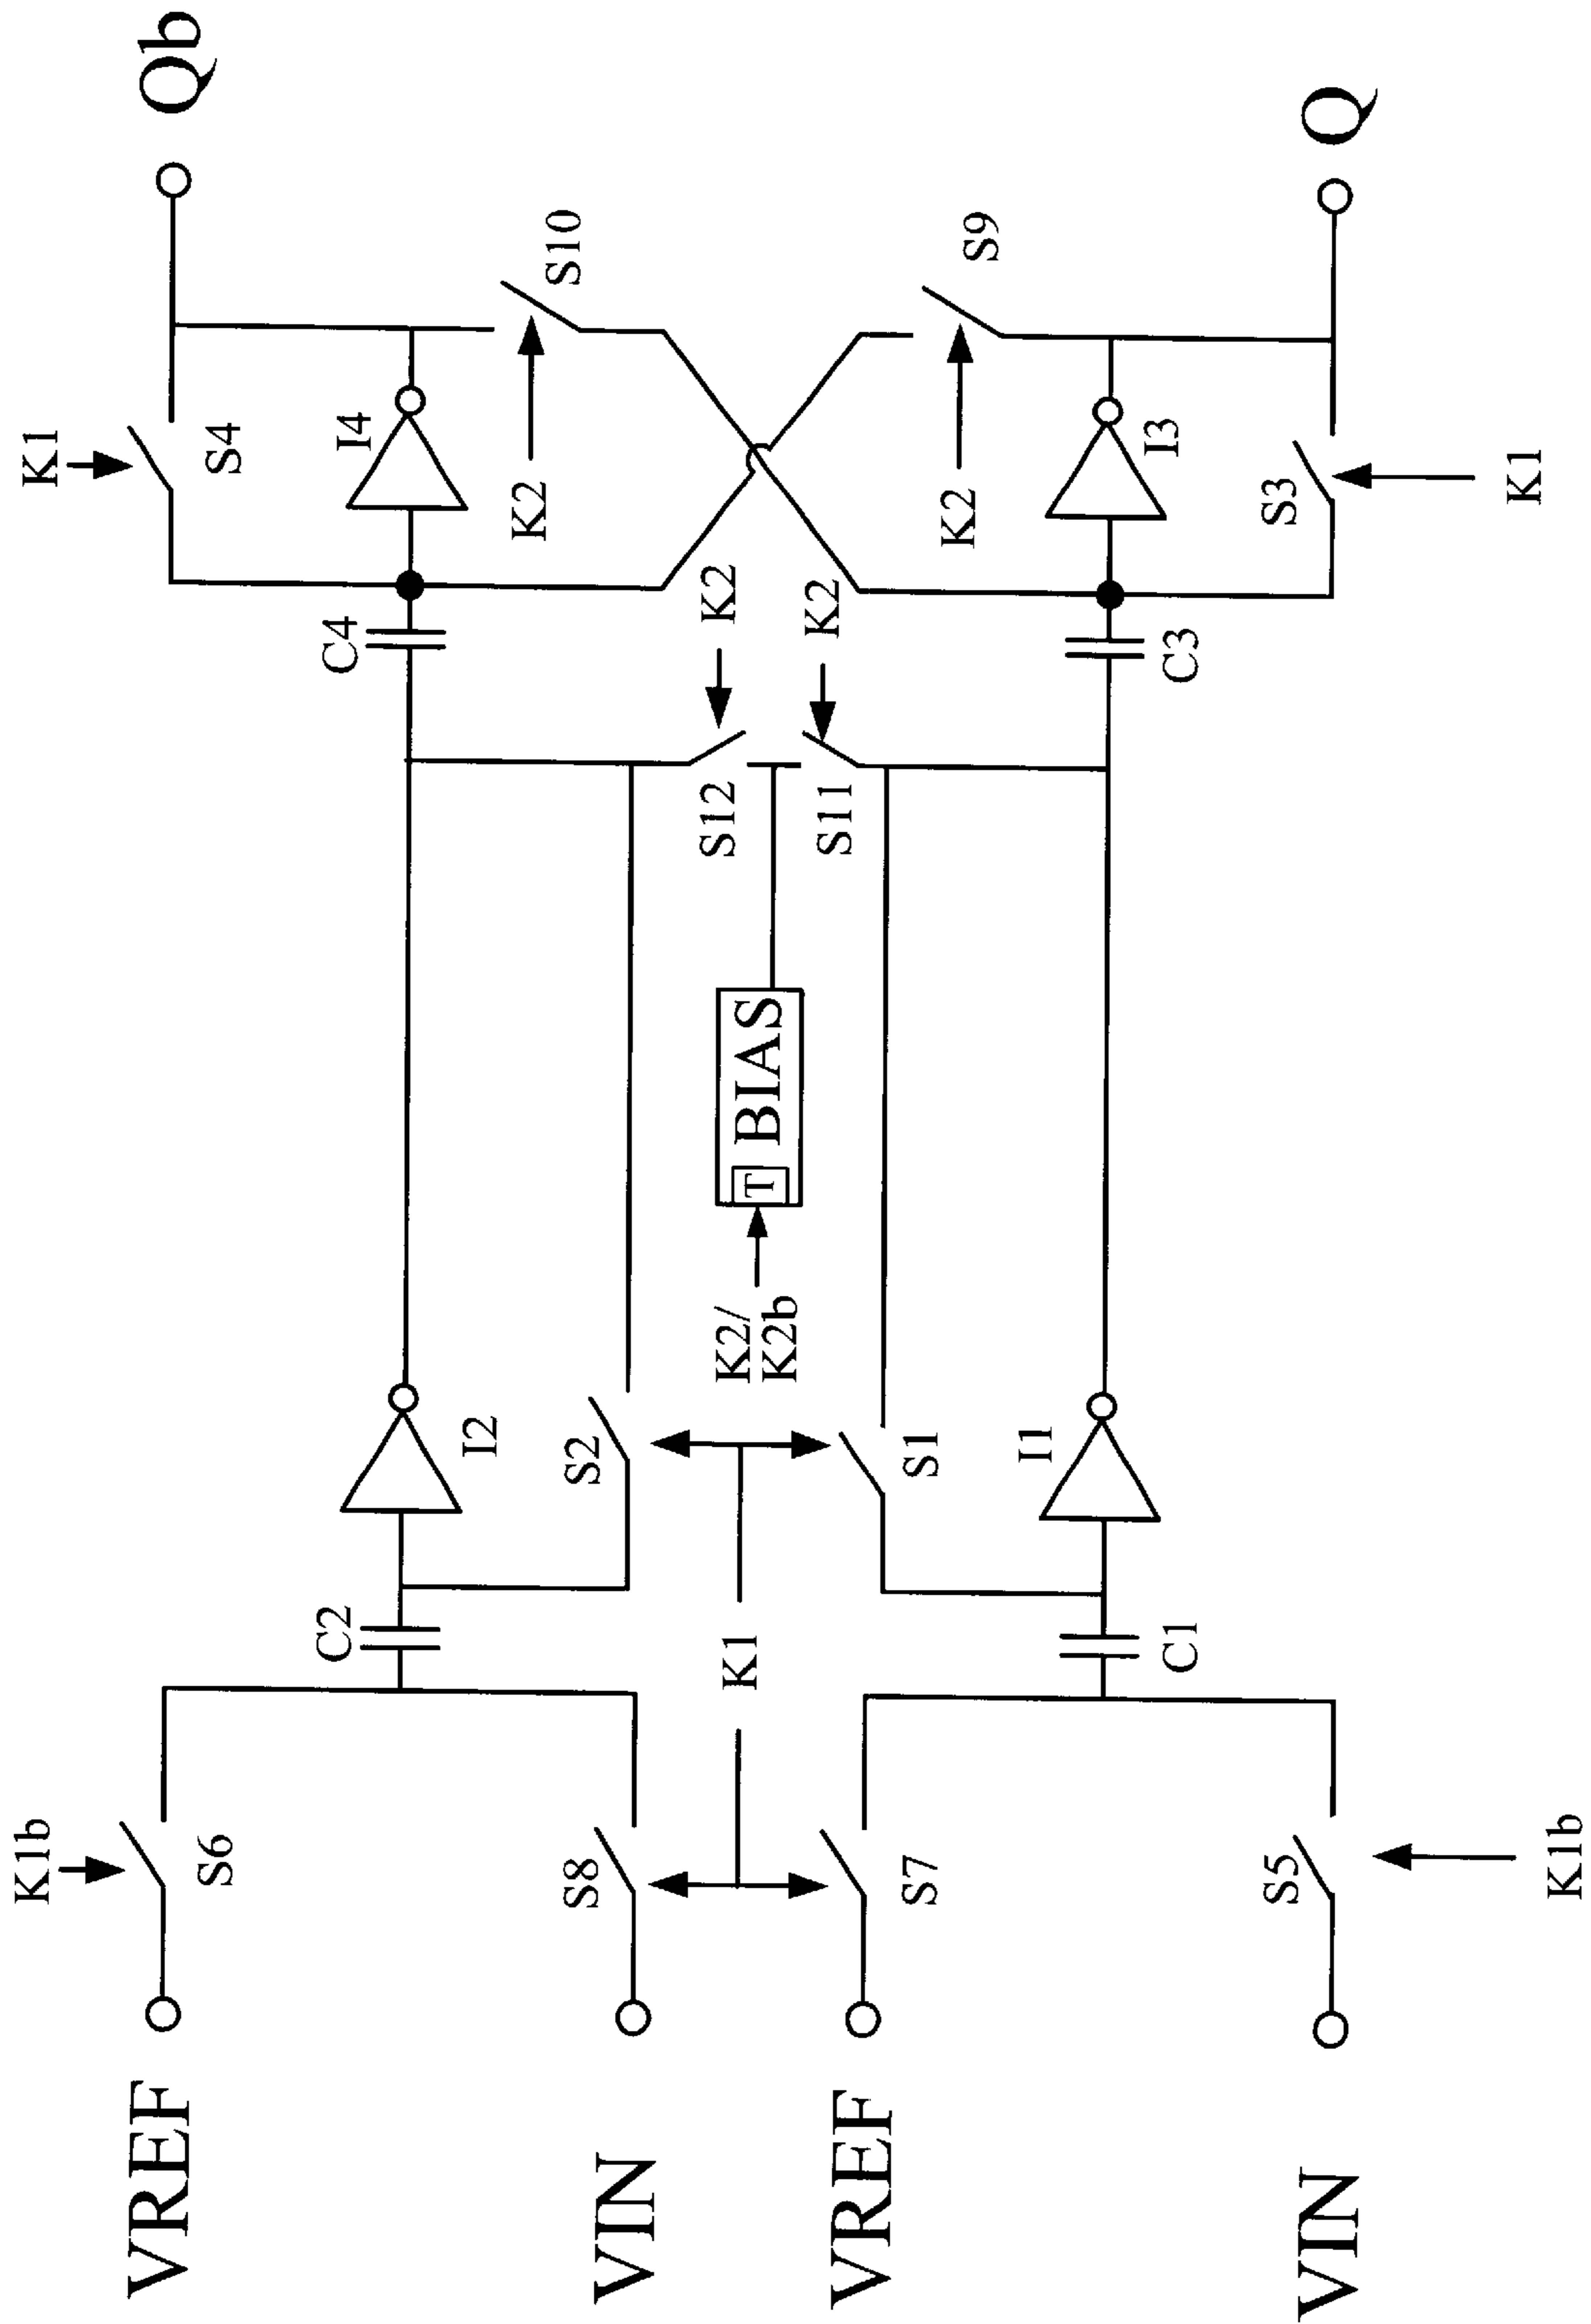 VREF
K1b
S6
C2
I2
C4
I4
K1
S4
Qb
VIN
S8
S2
S12
K2
K2
S10
K1
K2/
K2b
T
BIAS
VREF
S7
S1
S11
K2
K2
S9
VIN
S5
K1b
C1
I1
C3
I3
S3
K1
Q